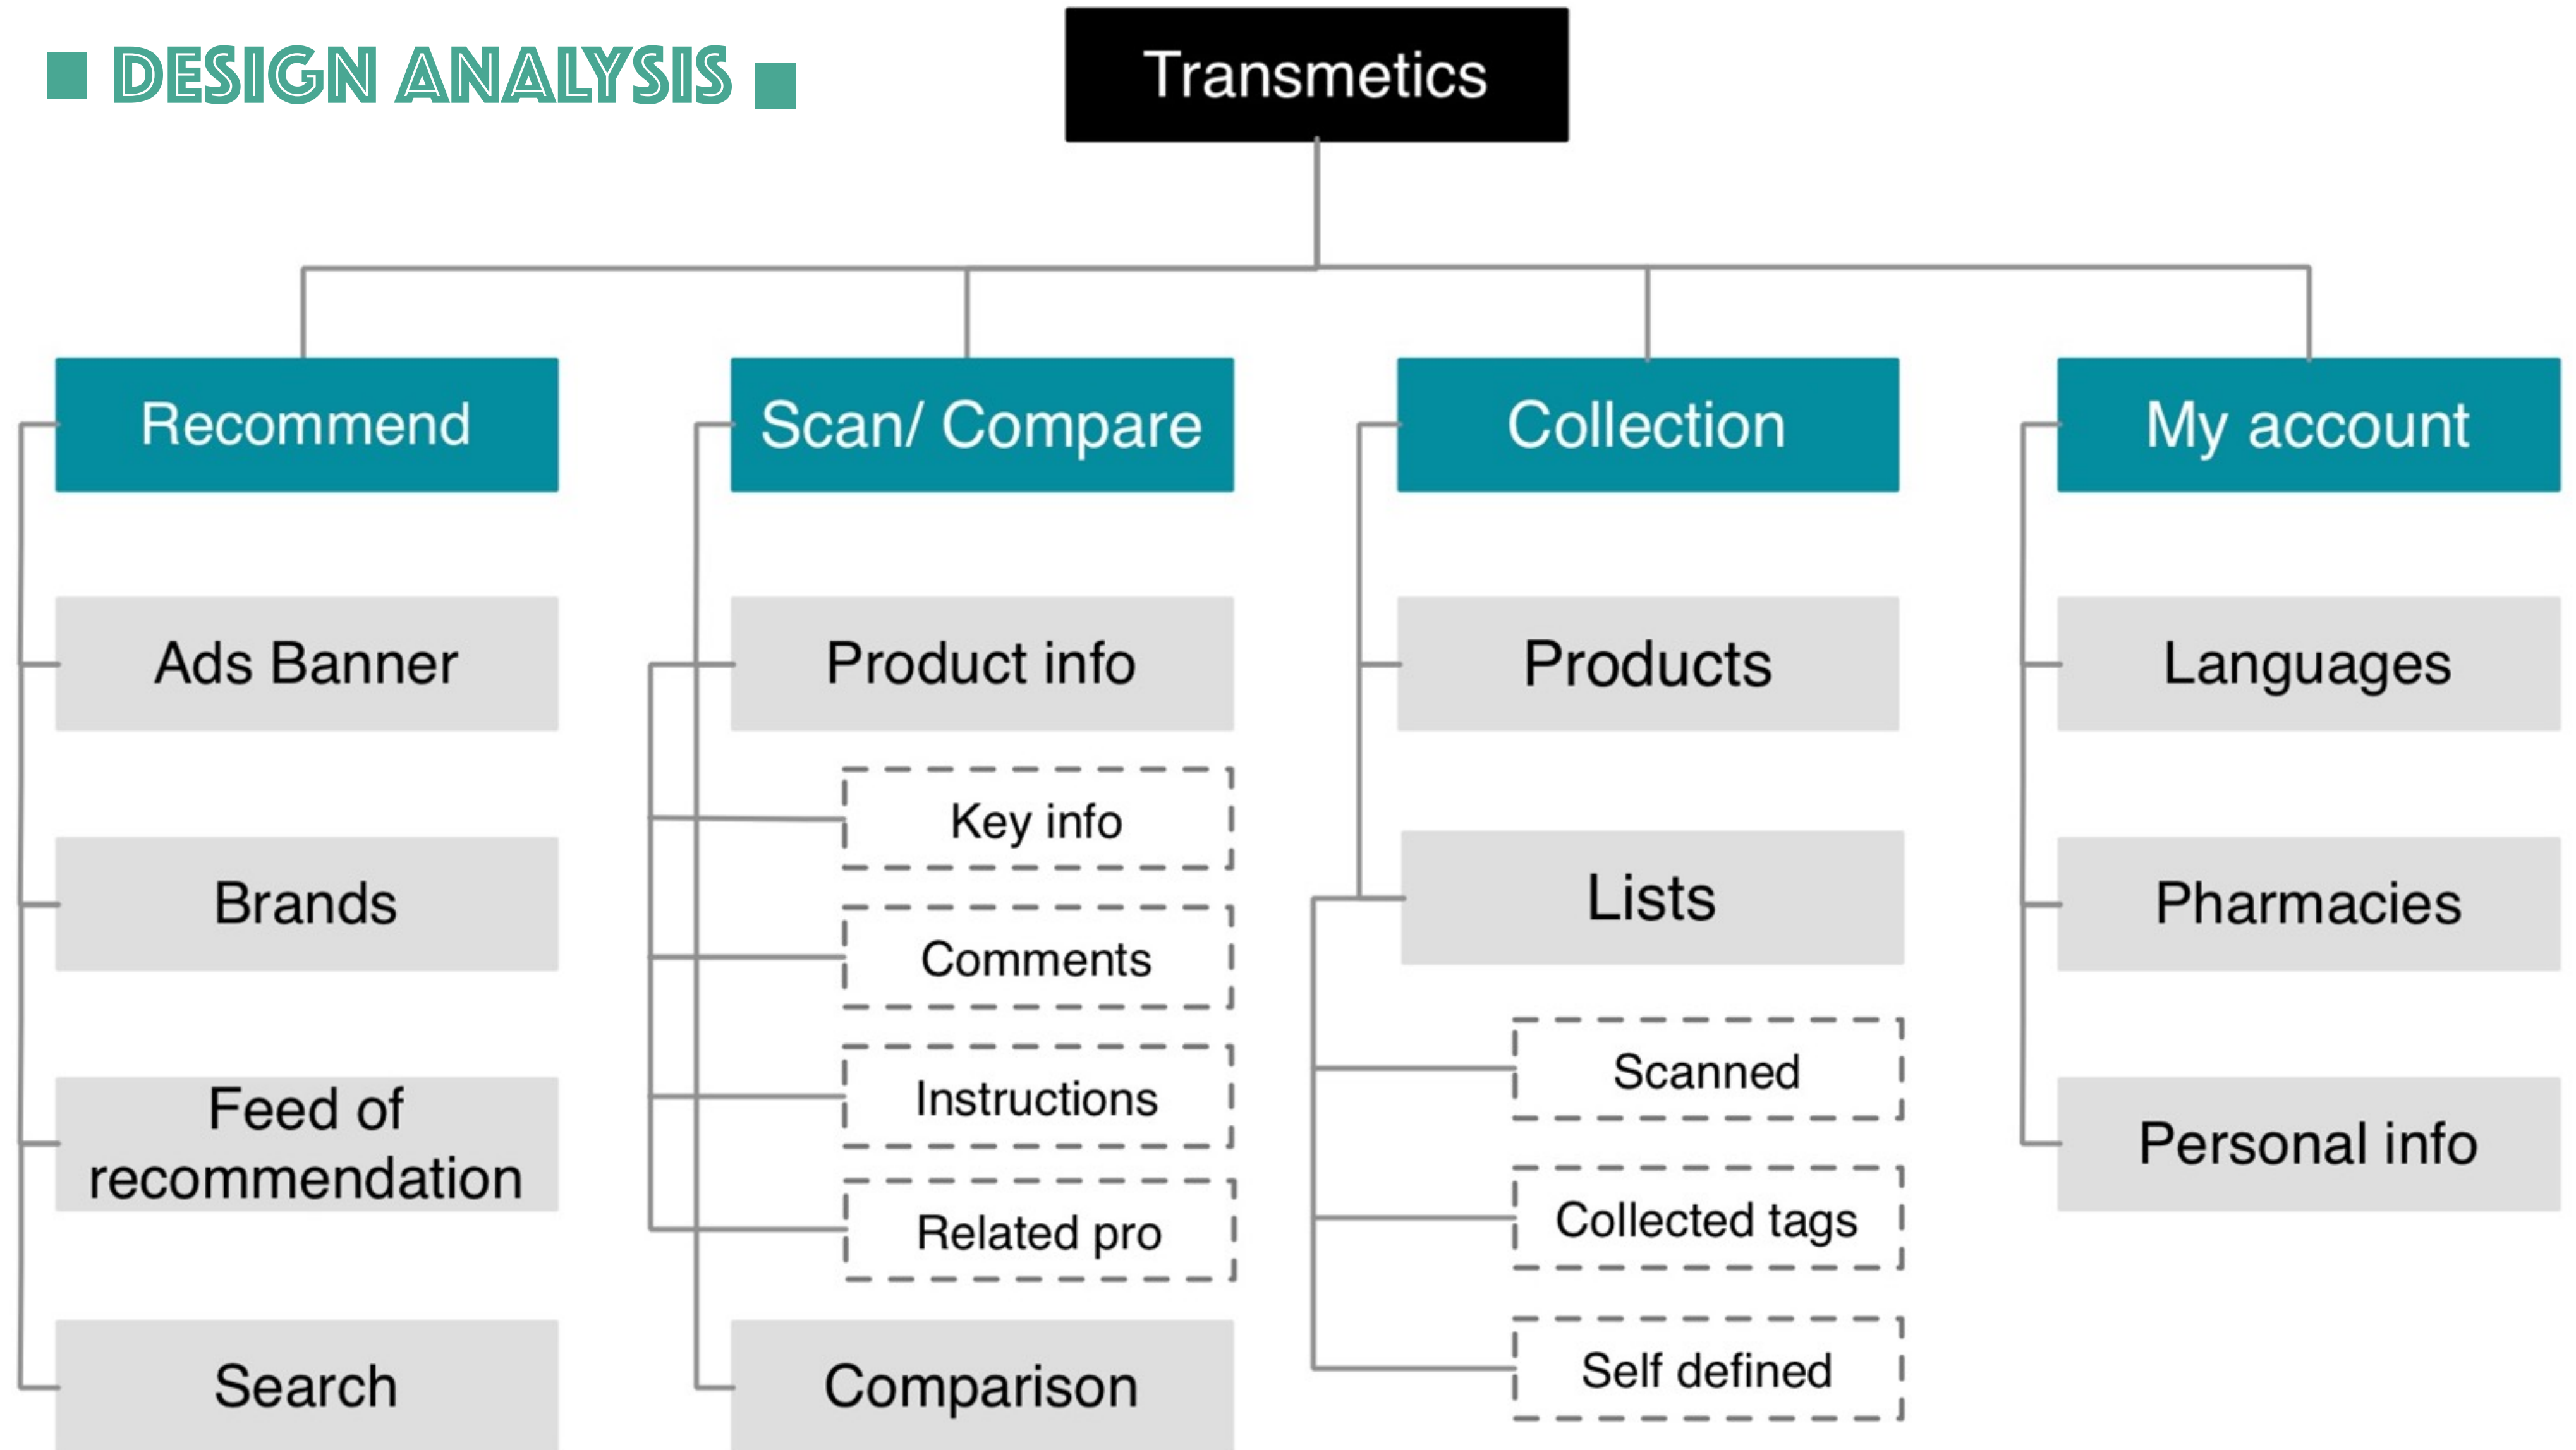 DESIGN ANALYSIS
Transmetics
Recommend
Ads Banner
Brands
Feed of
recommendation
Search
Scan/ Compare
Product info
Key info
Comments
Instructions
Related pro
Comparison
Collection
Products
Lists
Scanned
Collected tags
Self defined
My account
Languages
Pharmacies
Personal info